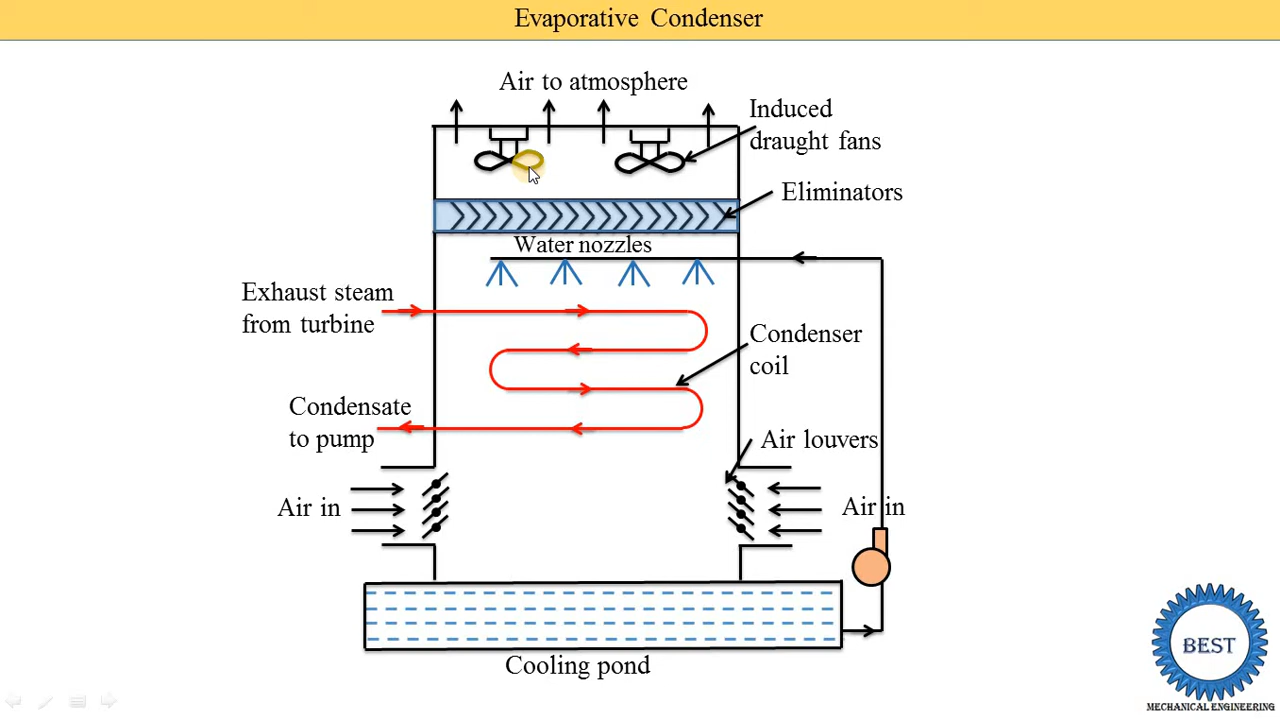 Evaporative Condenser
Air to atmosphere
Induced
draught fans
Eliminators
Water nozzles
Exhaust steam
from turbine
Condenser
coil
Condensate
to pump
Air louvers
Air in
Air in
Cooling pond
BEST
MECHANICAL ENGINEERING